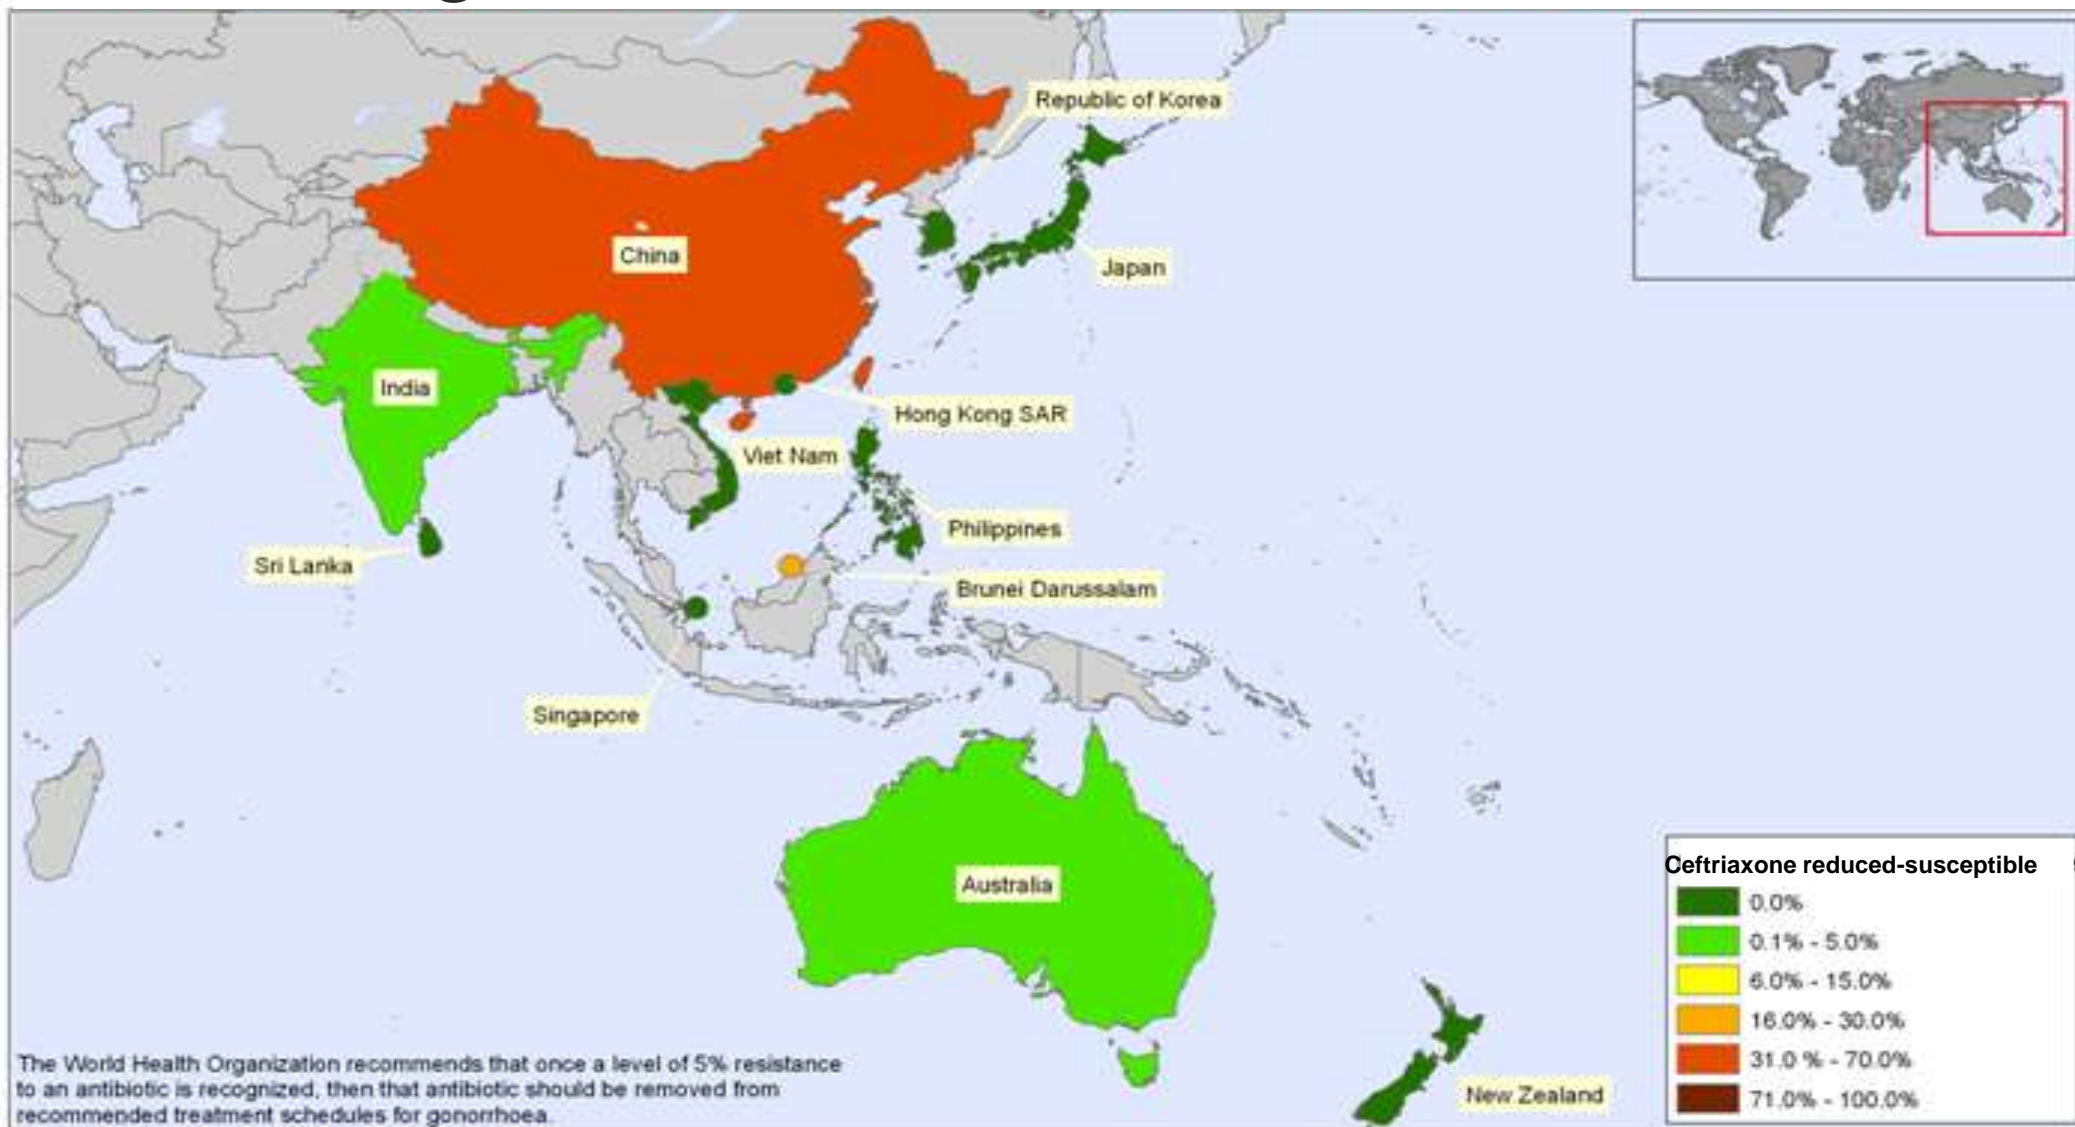 Republic of Korea
China
Japan
India
Hong Kong SAR
Viet Nam
Philippines
Sri Lanka
Brunei Darussalam
Singapore
Australia
Ceftriaxone reduced-susceptible
0.0%
0.1% - 5.0%
6.0% - 15.0%
16.0% - 30.0%
31.0 % - 70.0%
71.0% - 100.0%
New Zealand
The World Health Organization recommends that once a level of 5% resistance
to an antibiotic is recognized, then that antibiotic should be removed from
recommended treatment schedules for gonorrhoea.